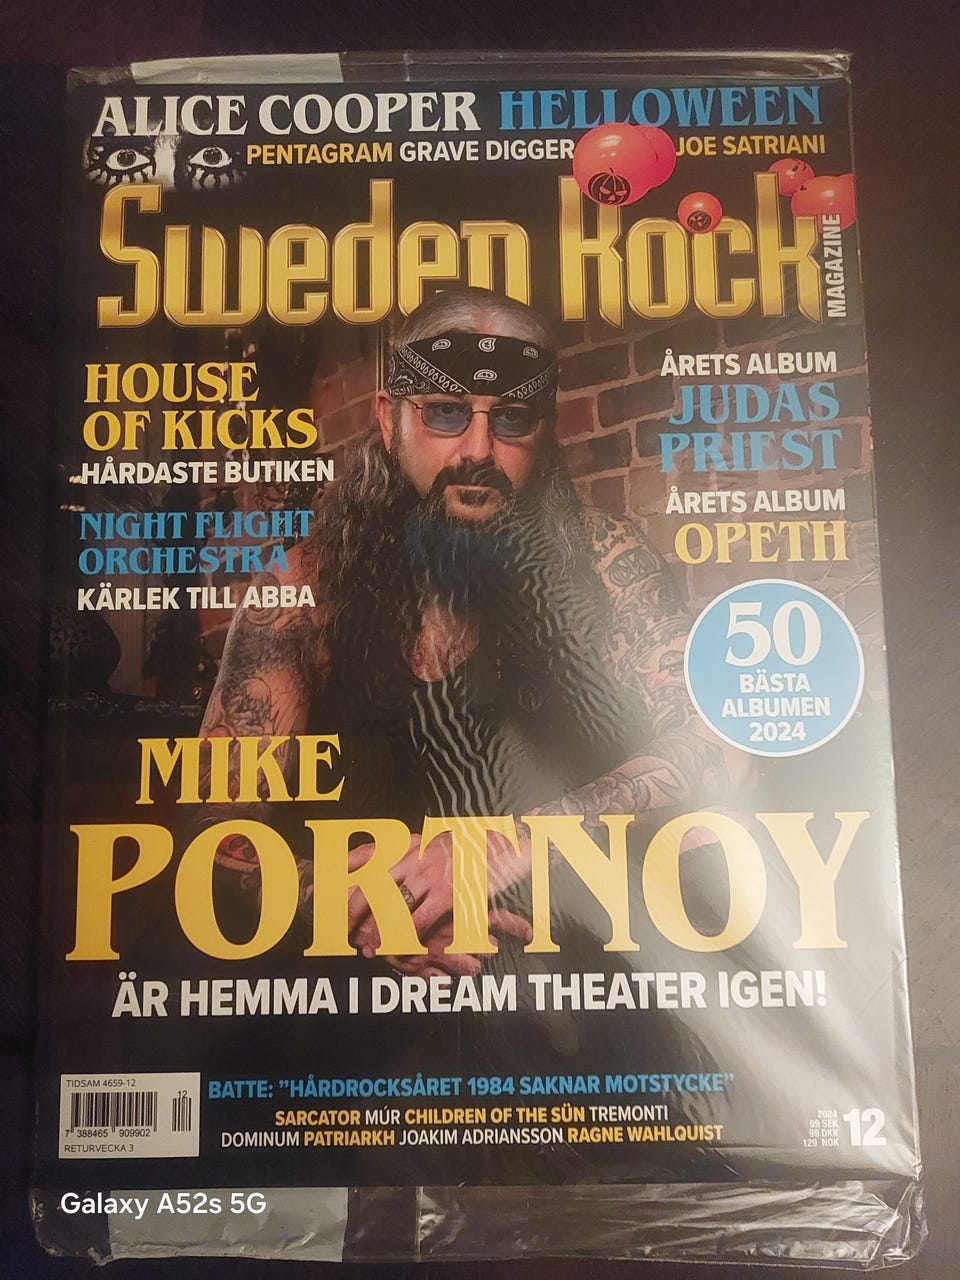 ALICE COOPER HELLOWEEN
PENTAGRAM GRAVE DIGGER JOE SATRIANI
Sweden Rock
MAGAZINE
HOUSE
OF KICKS
HÅRDASTE BUTIKEN
NIGHT FLIGHT
ORCHESTRA
KÄRLEK TILL ABBA
ÅRETS ALBUM
JUDAS
PRIEST
ÅRETS ALBUM
OPETH
50
BÄSTA
ALBUMEN
2024
MIKE
PORTNOY
ÄR HEMMA I DREAM THEATER IGEN!
TIDSAM 4659-12
12
7 388465 909902
RETURVECKA 3
BATTE: ”HÅRDROCKSÅRET 1984 SAKNAR MOTSTYCKE”
SARCATOR MÚR CHILDREN OF THE SÜN TREMONTI
DOMINUM PATRIARKH JOAKIM ADRIANSSON RAGNE WAHLQUIST
2024
99 SEK
99 DKK
129 NOK
12
Galaxy A52s 5G